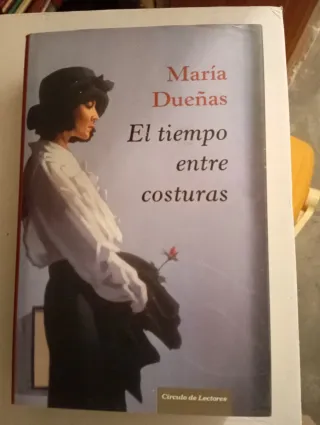 María
Dueñas
El tiempo
entre
costuras
Círculo de Lectores